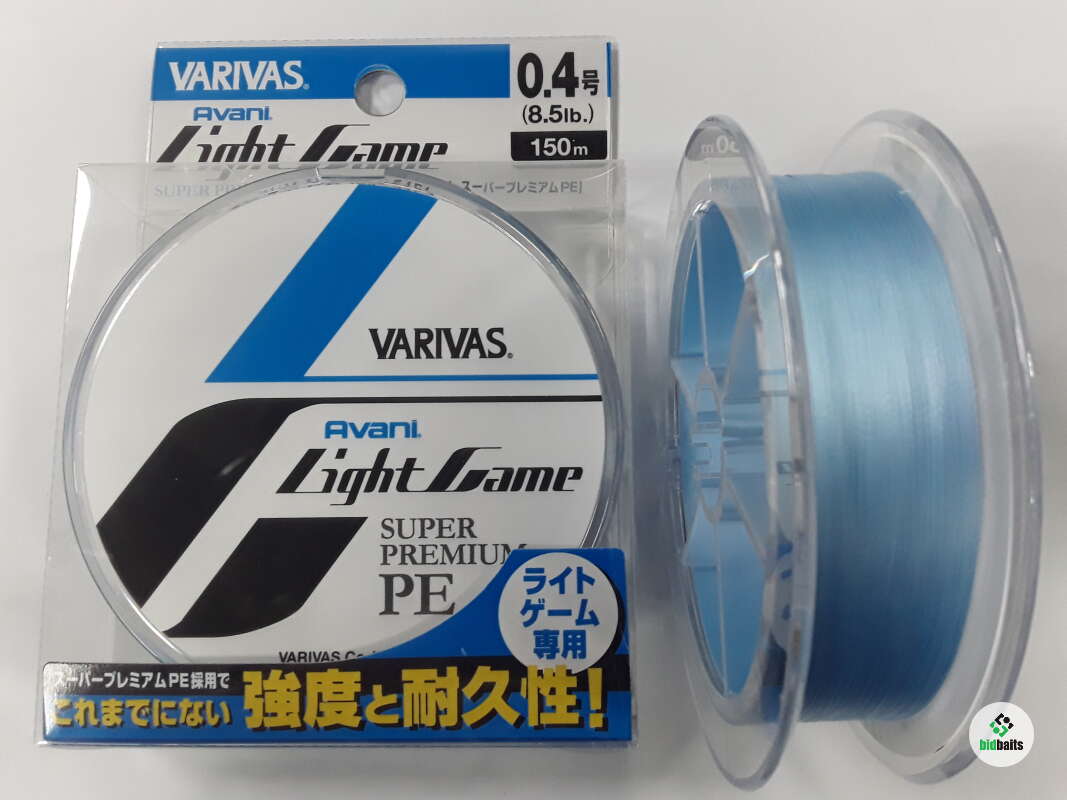 VARIVAS®
0.4号
(8.5lb.)
Avani®
Light Game
150m
SUPER
スーパープレミアムPE]
VARIVAS®
Avani®
Light Game
SUPER
PREMIUM
PE
ライト
ゲーム
専用
VARIVAS
スーパープレミアムPE採用で
これまでにない 強度と耐久性!
bidbaits